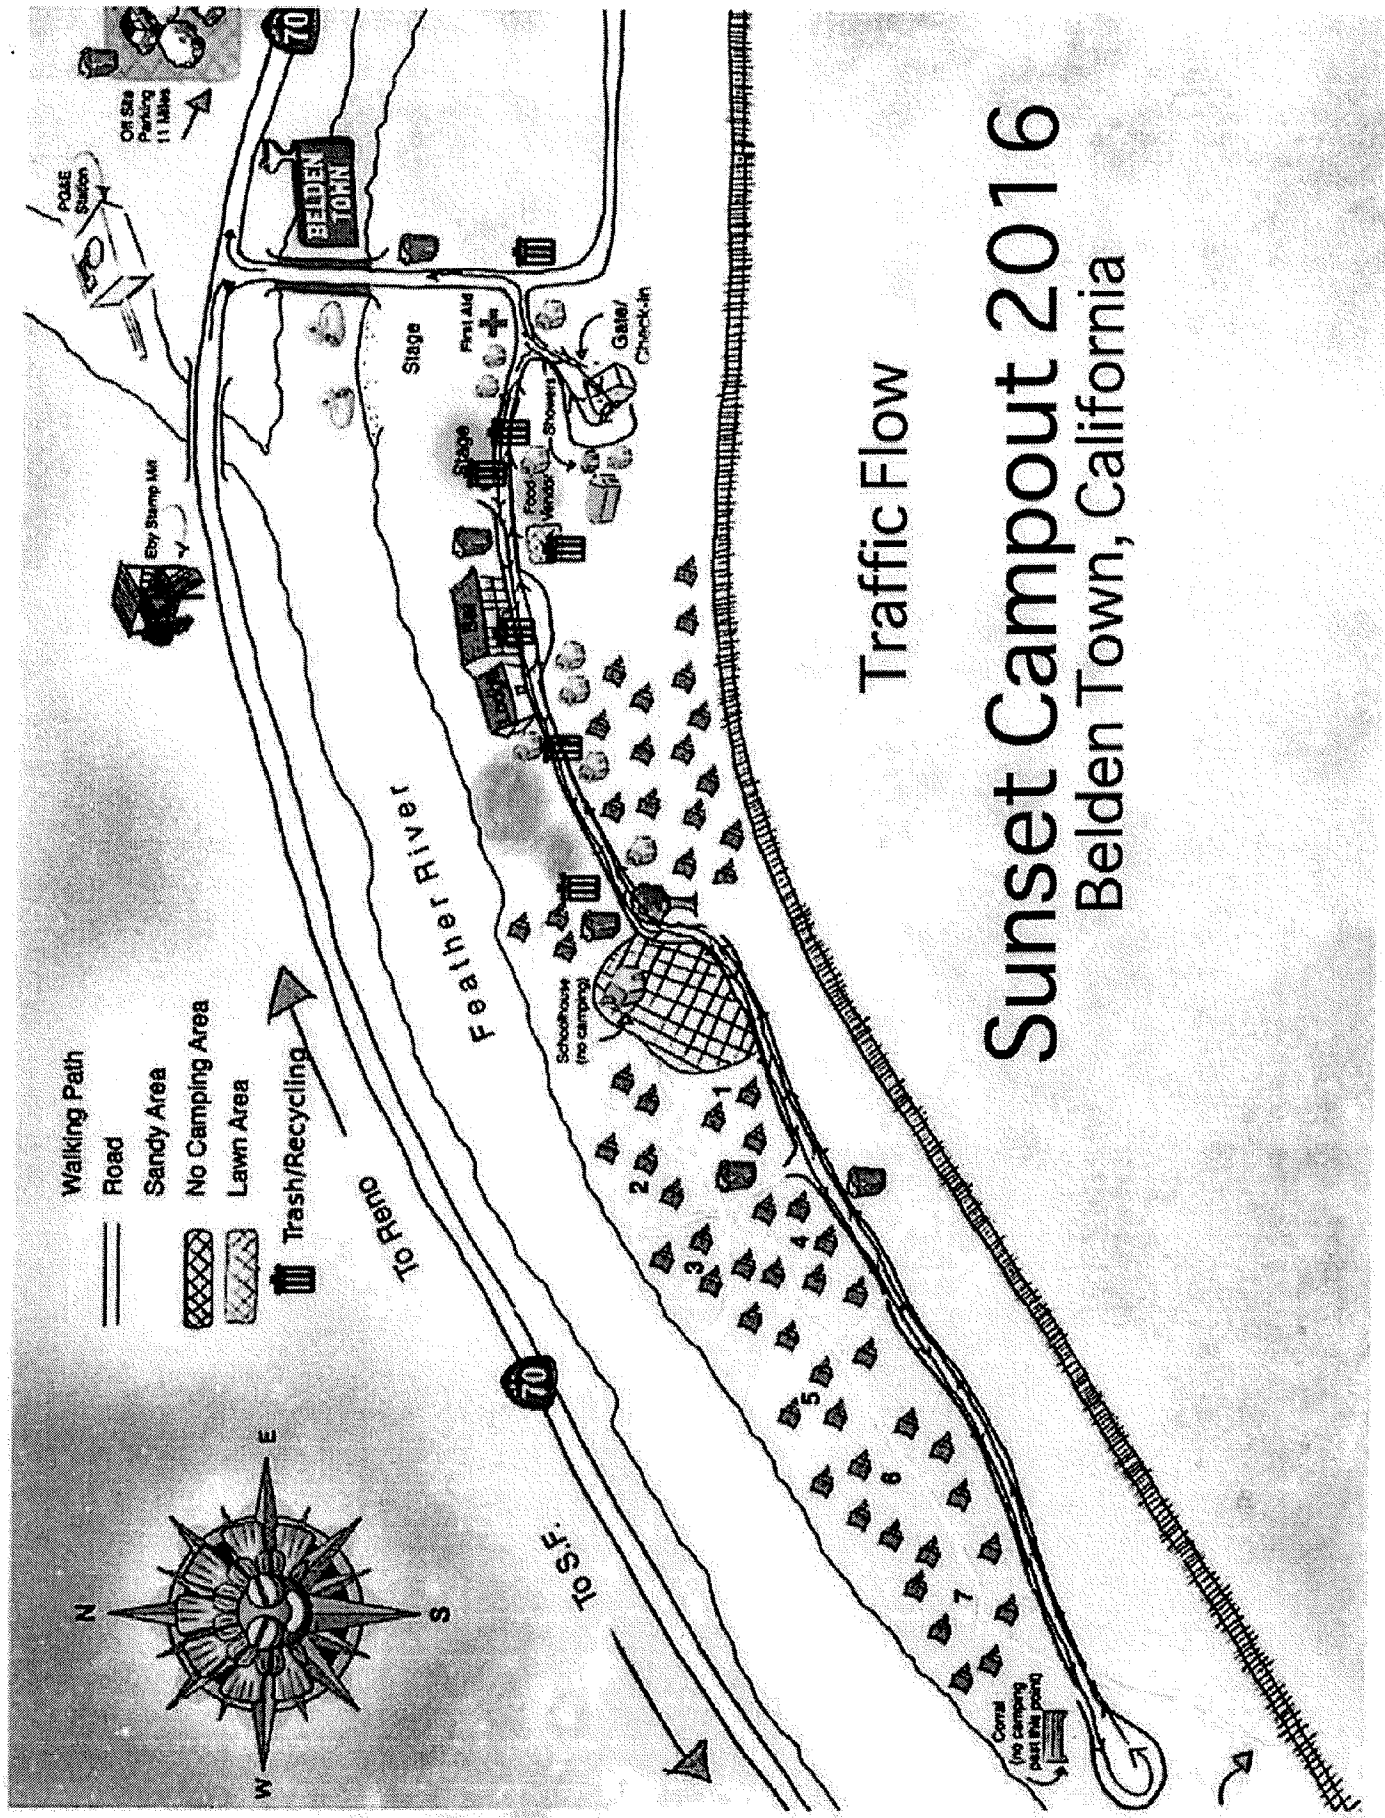 N
W
E
S
Walking Path
Road
Sandy Area
No Camping Area
Lawn Area
Trash/Recycling
To Reno
To S.F.
70
Feather River
Eby Stamp Mill
PG&E
Station
Off Site
Parking
11 Miles
70
BELDEN
TOWN
Stage
First Aid
Stage
Food
Vendor
Showers
Gate/
Check-in
Schoolhouse
(no camping)
1
2
3
4
5
6
7
Corral
(no camping
past this point)
Traffic Flow
Sunset Campout 2016
Belden Town, California